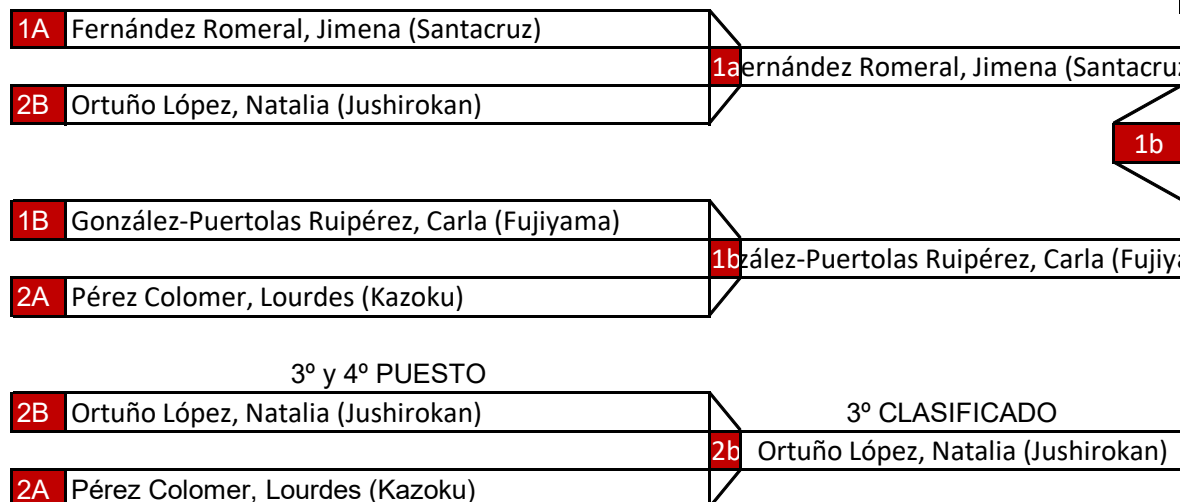 1A Fernández Romeral, Jimena (Santacruz)
1a ernández Romeral, Jimena (Santacruz
2B Ortuño López, Natalia (Jushirokan)
1b
1B González-Puertolas Ruipérez, Carla (Fujiyama)
1b zález-Puertolas Ruipérez, Carla (Fujiya
2A Pérez Colomer, Lourdes (Kazoku)
3º y 4º PUESTO
2B Ortuño López, Natalia (Jushirokan)
3º CLASIFICADO
2b Ortuño López, Natalia (Jushirokan)
2A Pérez Colomer, Lourdes (Kazoku)